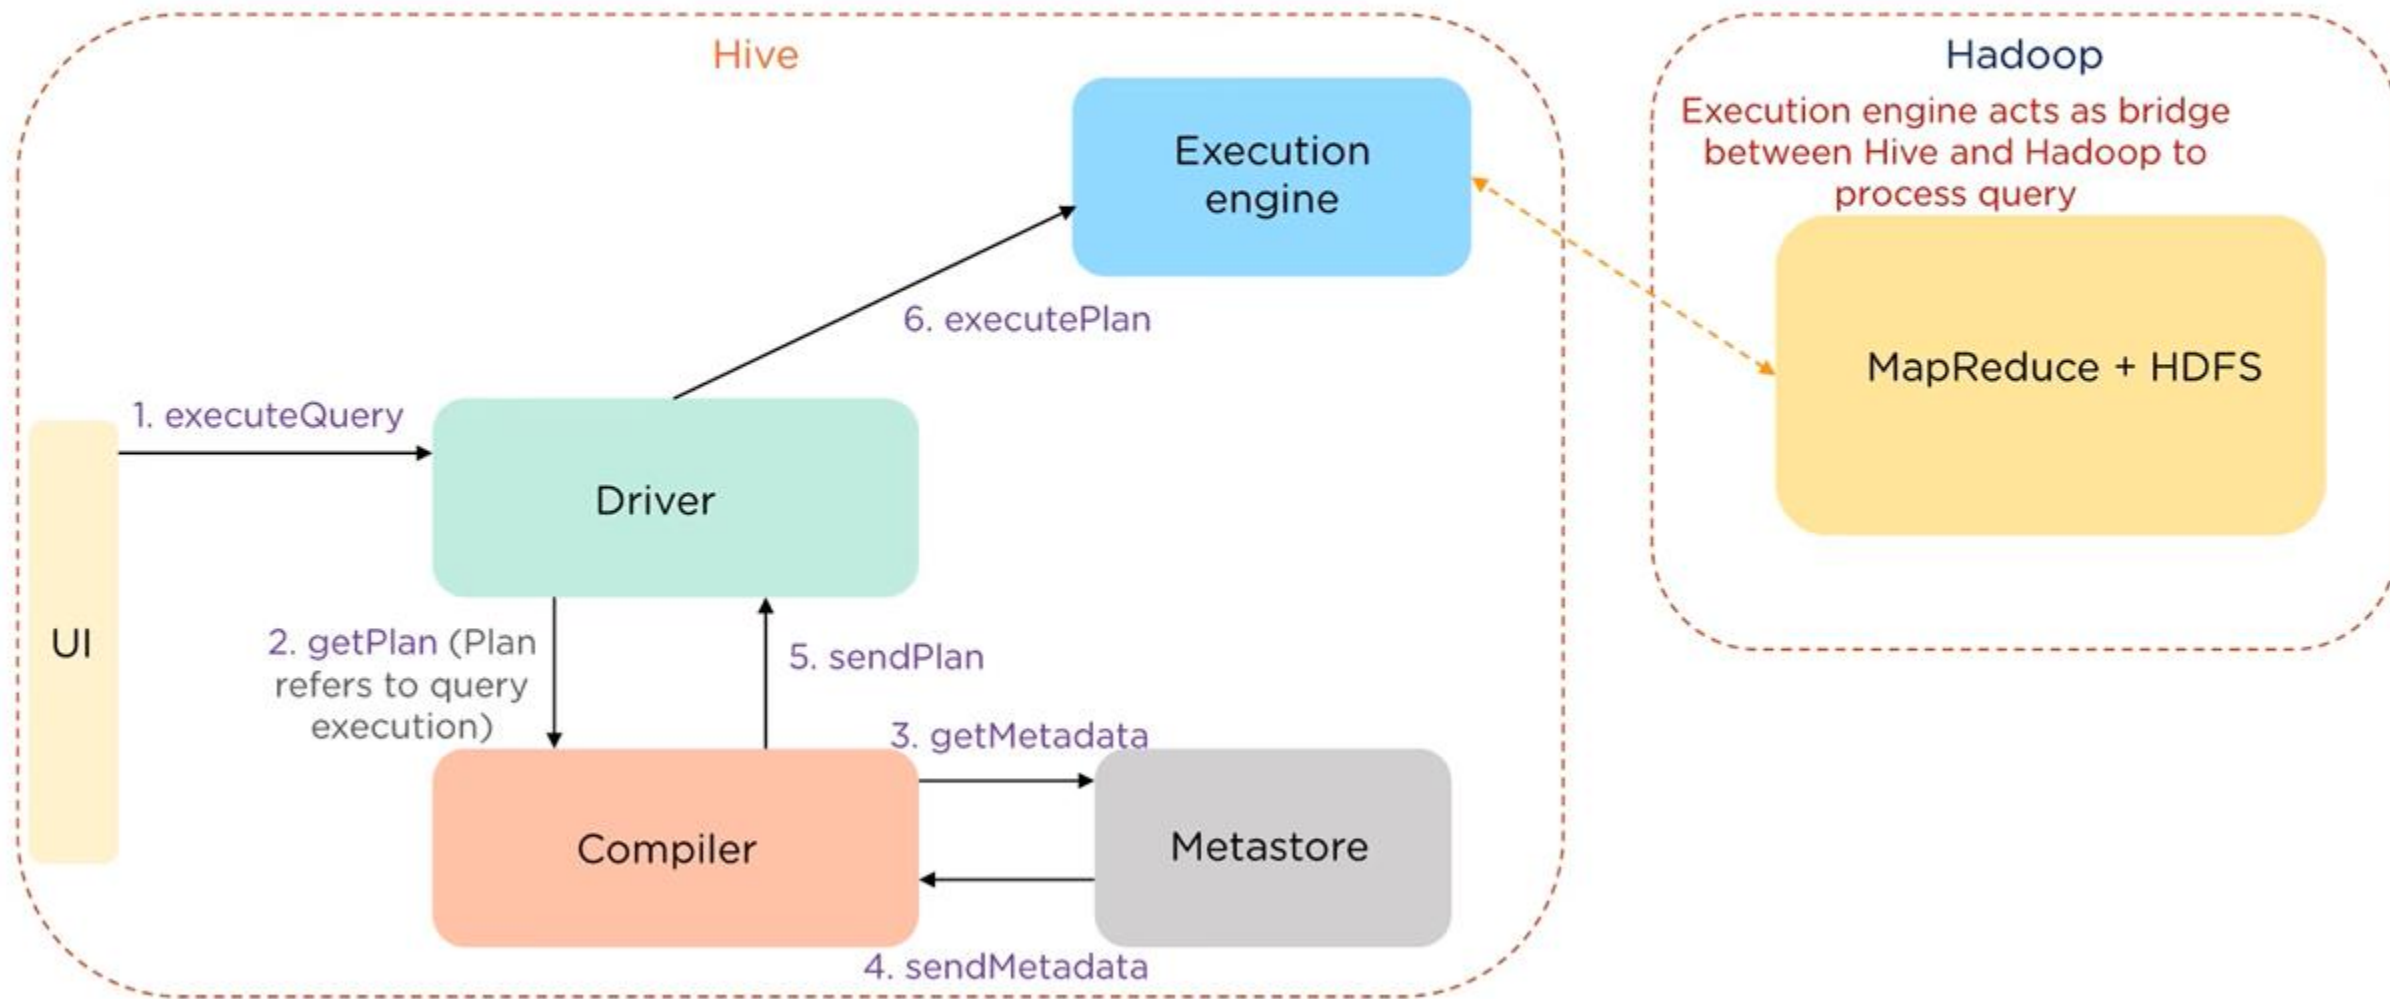 Hive
Execution
engine
6. executePlan
1. executeQuery
Driver
UI
2. getPlan (Plan
refers to query
execution)
5. sendPlan
3. getMetadata
Compiler
Metastore
4. sendMetadata
Hadoop
Execution engine acts as bridge
between Hive and Hadoop to
process query
MapReduce + HDFS